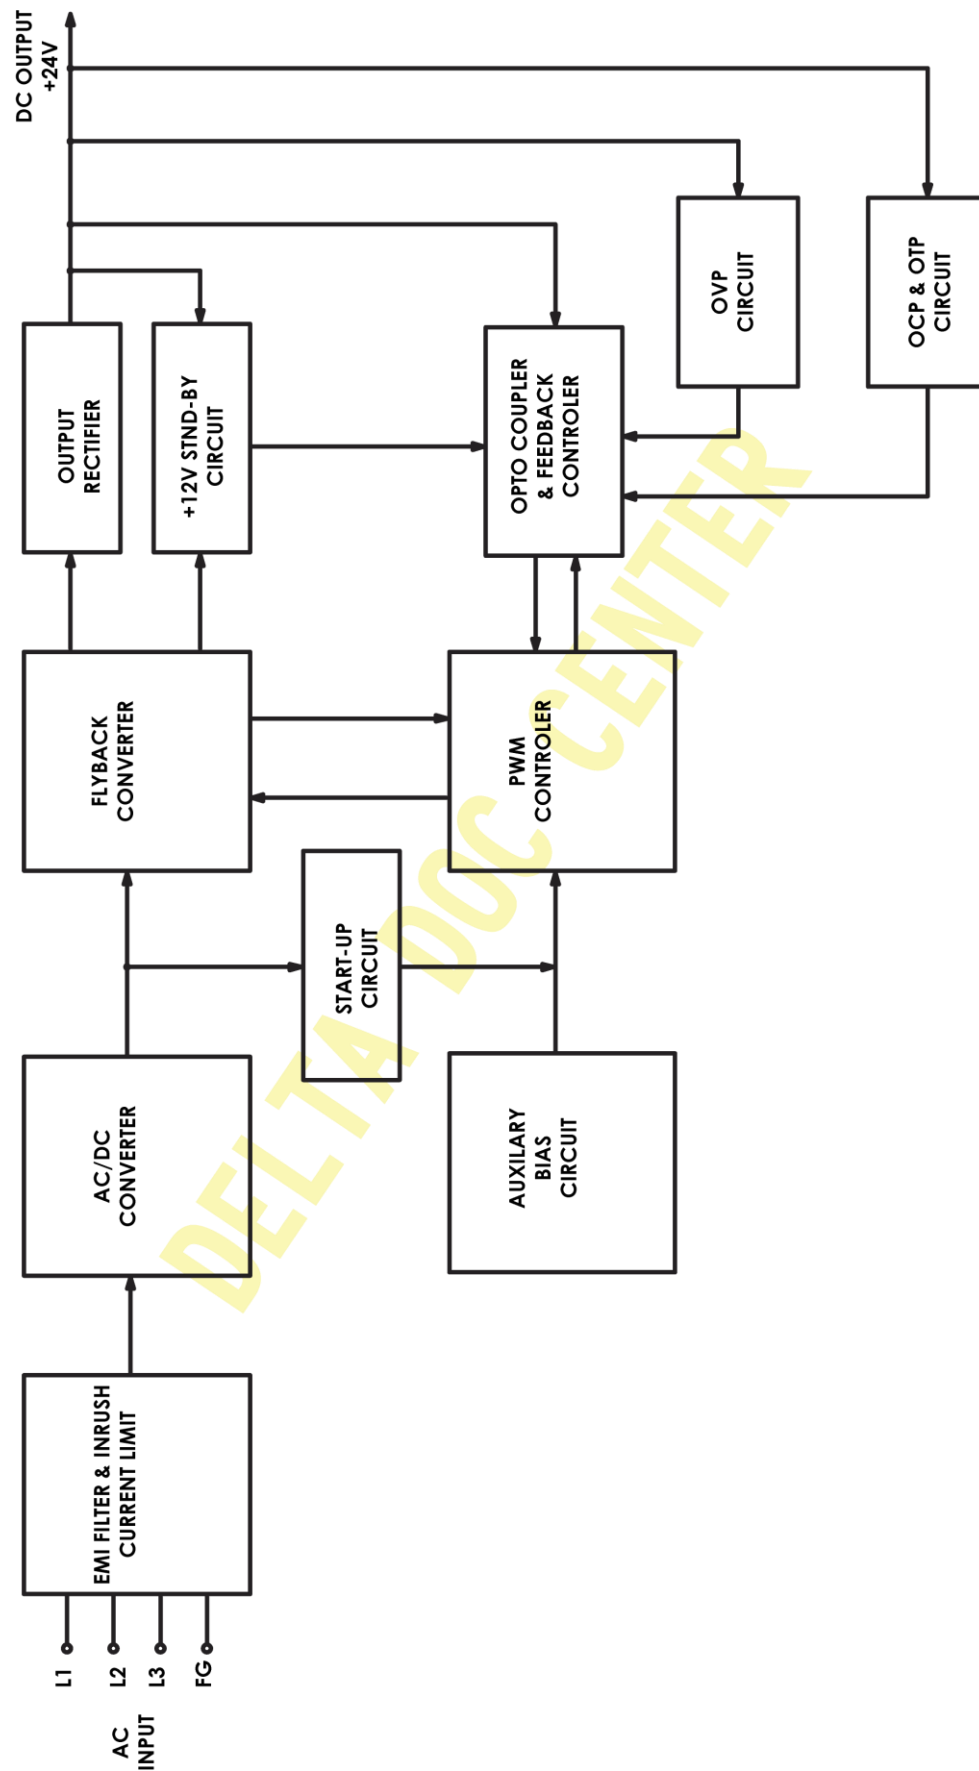 AC
INPUT
L1
L2
L3
FG
EMI FILTER & INRUSH
CURRENT LIMIT
AC/DC
CONVERTER
START-UP
CIRCUIT
AUXILARY
BIAS
CIRCUIT
FLYBACK
CONVERTER
PWM
CONTROLER
OUTPUT
RECTIFIER
+12V STND-BY
CIRCUIT
OPTO COUPLER
& FEEDBACK
CONTROLER
OVP
CIRCUIT
OCP & OTP
CIRCUIT
DC OUTPUT
+24V
DELTA DOC CENTER